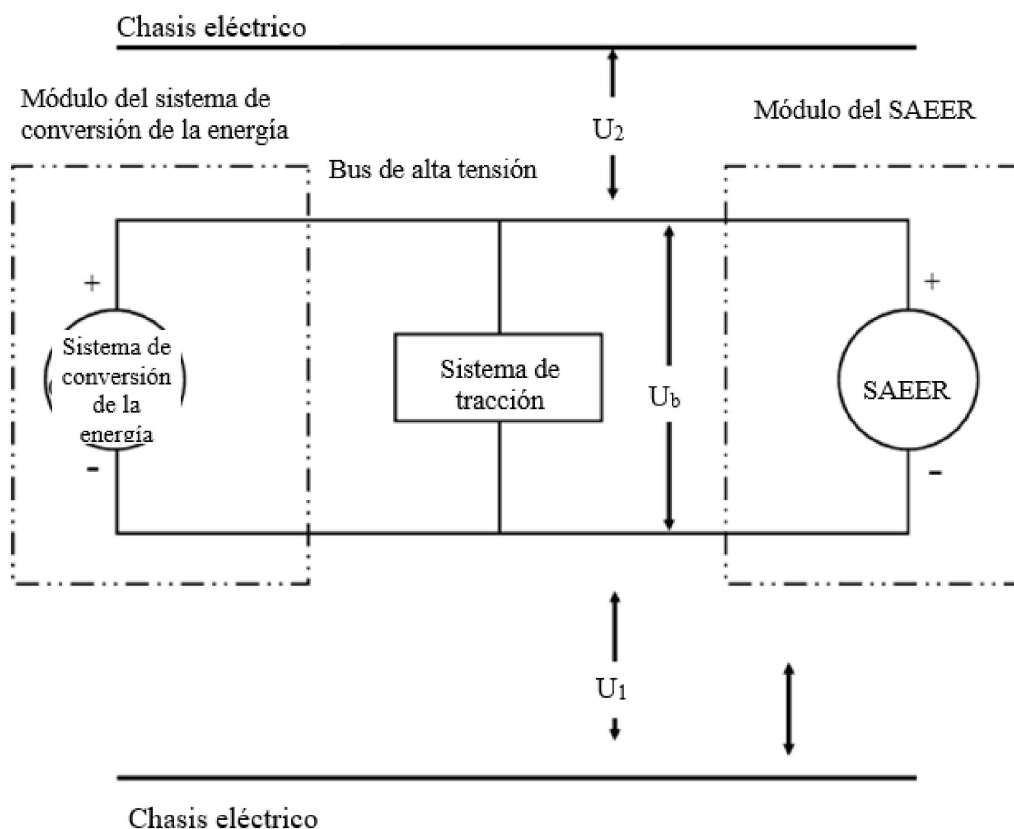 Chasis eléctrico
Módulo del sistema de
conversión de la energía
U₂
Módulo del SAEER
Bus de alta tensión
+
+
Sistema de
conversión
de la
energía
Sistema de
tracción
U_b
SAEER
-
-
U₁
Chasis eléctrico